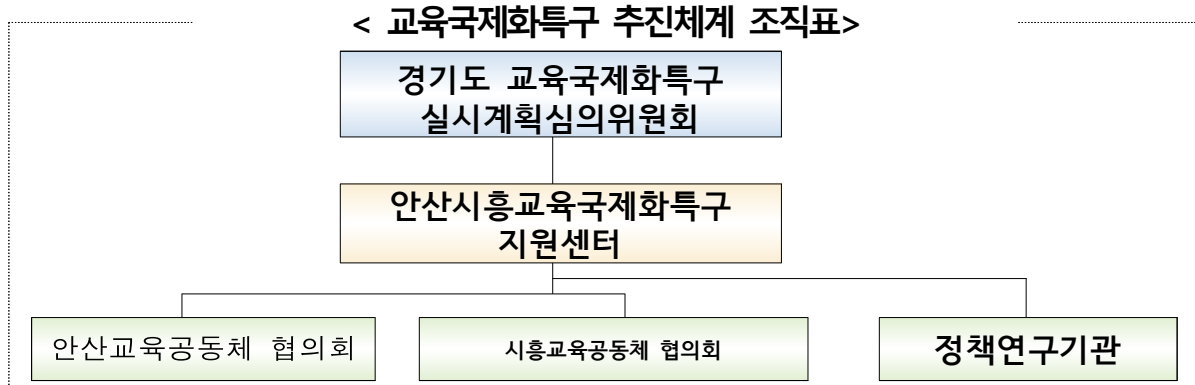 < 교육국제화특구 추진체계 조직표>
경기도 교육국제화특구
실시계획심의위원회
안산시흥교육국제화특구
지원센터
안산교육공동체 협의회
시흥교육공동체 협의회
정책연구기관